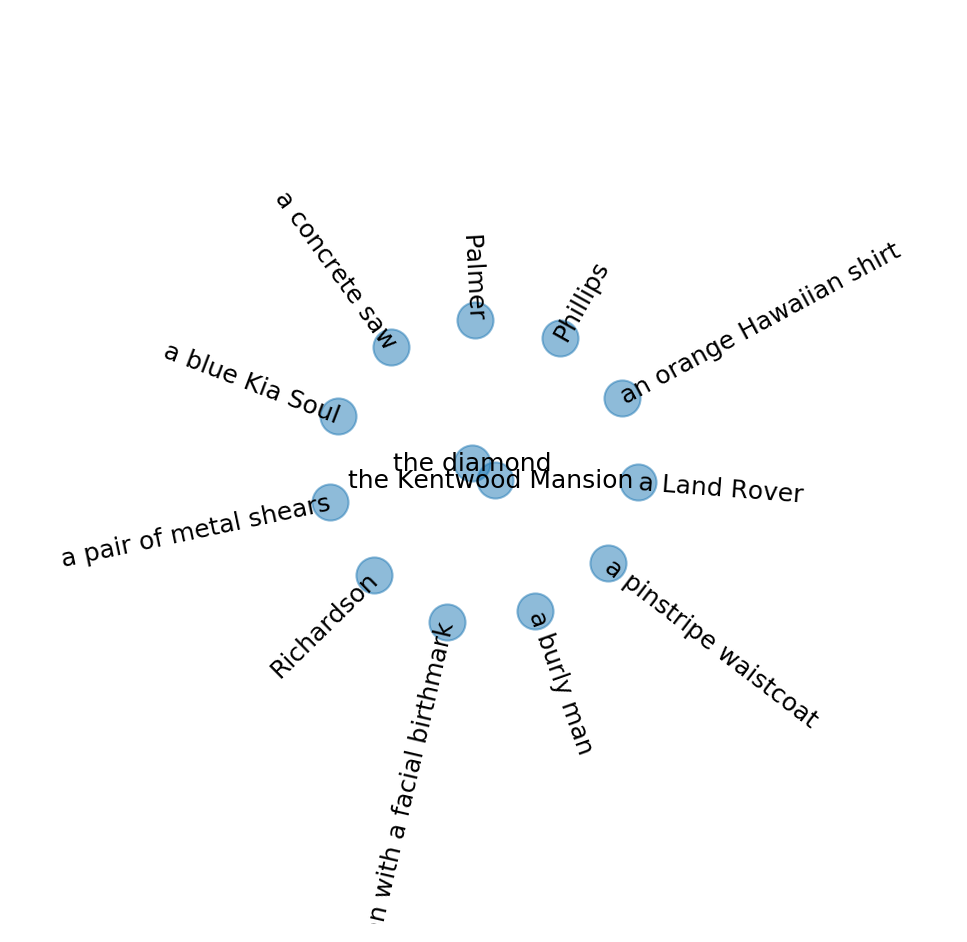 a concrete saw
Palmer
Phillips
an orange Hawaiian shirt
a blue Kia Soul
the diamond
the Kentwood Mansion
a Land Rover
a pair of metal shears
a pinstripe waistcoat
Richardson
with a facial birthmark
a burly man